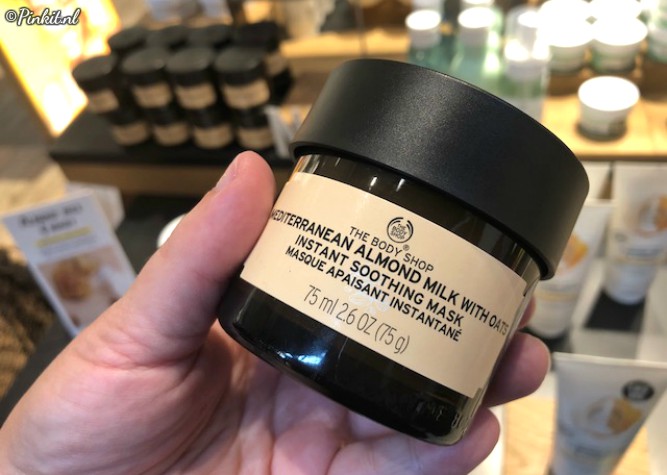 ©Pinkit.nl
THE BODY SHOP
MEDITERRANEAN ALMOND MILK WITH OATS
INSTANT SOOTHING MASK
MASQUE APAISANT INSTANTANÉ
75 ml 2.6 OZ (75g)